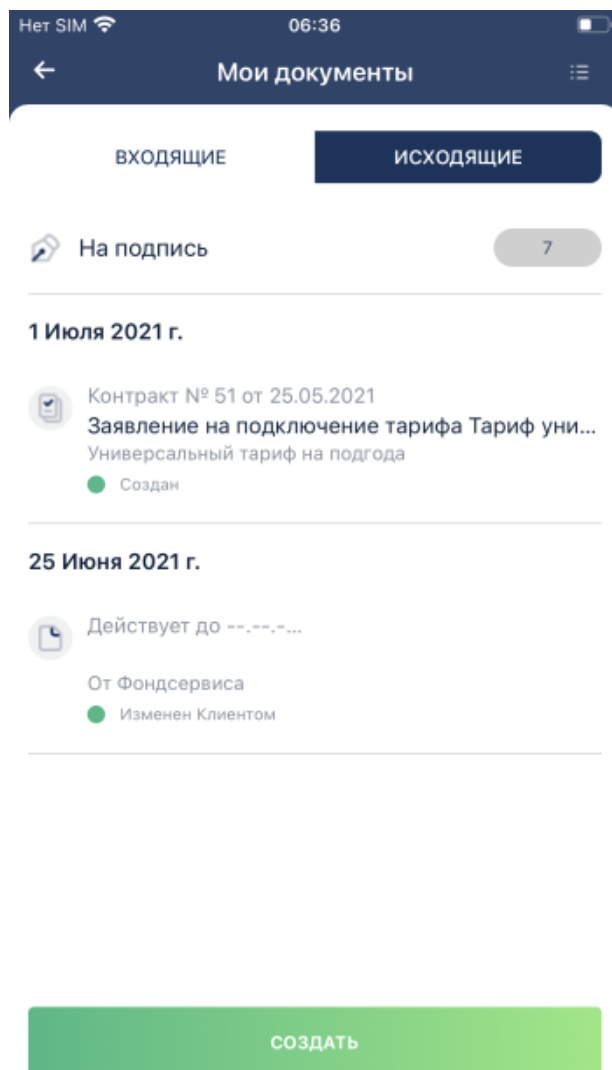 Нет SIM 06:36
Мои документы
ВХОДЯЩИЕ ИСХОДЯЩИЕ
На подпись 7
1 Июля 2021 г.
Контракт № 51 от 25.05.2021
Заявление на подключение тарифа Тариф уни...
Универсальный тариф на подгода
Создан
25 Июня 2021 г.
Действует до --.--.-...
От Фондсервиса
Изменен Клиентом
СОЗДАТЬ